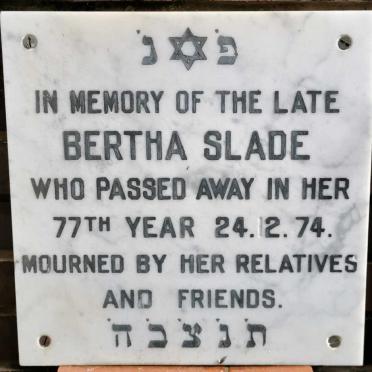 פ׳ ✡ נ׳
IN MEMORY OF THE LATE
BERTHA SLADE
WHO PASSED AWAY IN HER
77TH YEAR 24.12.74.
MOURNED BY HER RELATIVES
AND FRIENDS.
ת׳נ׳צ׳ב׳ה׳